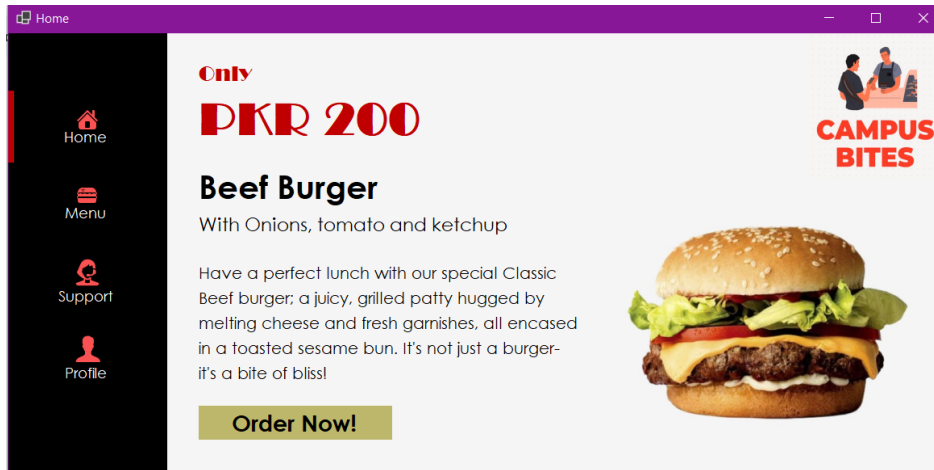 Home
Home
Menu
Support
Profile
Only
PKR 200
Beef Burger
With Onions, tomato and ketchup
Have a perfect lunch with our special Classic
Beef burger; a juicy, grilled patty hugged by
melting cheese and fresh garnishes, all encased
in a toasted sesame bun. It's not just a burger-
it's a bite of bliss!
Order Now!
CAMPUS
BITES